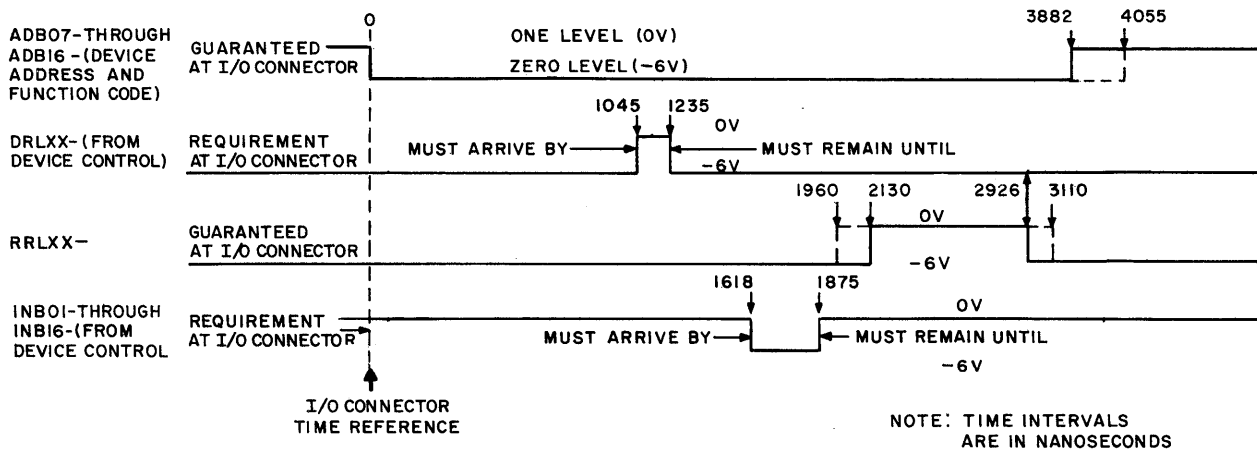 0
3882 4055
ADB07-THROUGH
ADB16-(DEVICE
ADDRESS AND
FUNCTION CODE)
GUARANTEED
AT I/O CONNECTOR
ONE LEVEL (0V)
ZERO LEVEL (-6V)
1045 1235
DRLXX-(FROM
DEVICE CONTROL)
REQUIREMENT
AT I/O CONNECTOR
MUST ARRIVE BY
0V
MUST REMAIN UNTIL
-6V
1960 2130 2926 3110
RRLXX-
GUARANTEED
AT I/O CONNECTOR
0V
-6V
1618 1875
INB01-THROUGH
INB16-(FROM
DEVICE CONTROL
REQUIREMENT
AT I/O CONNECTOR
MUST ARRIVE BY
0V
MUST REMAIN UNTIL
-6V
I/O CONNECTOR
TIME REFERENCE
NOTE: TIME INTERVALS
ARE IN NANOSECONDS